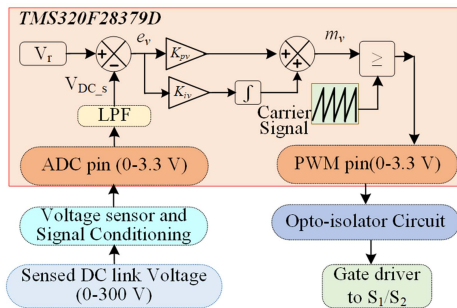 TMS320F28379D
V_r
e_v
K_pv
m_v
≥
V_DC_s
K_iv
∫
LPF
Carrier
Signal
ADC pin (0-3.3 V)
PWM pin(0-3.3 V)
Voltage sensor and
Signal Conditioning
Opto-isolator Circuit
Sensed DC link Voltage
(0-300 V)
Gate driver
to S_1/S_2